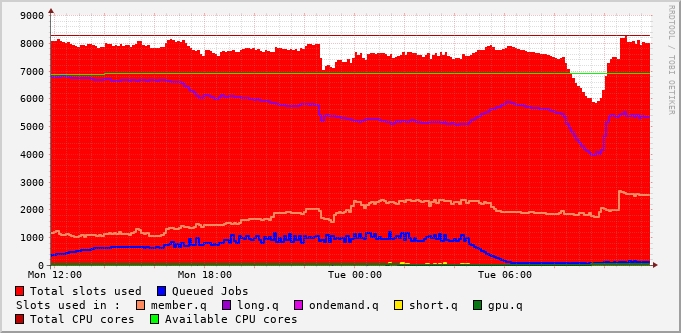 9000
8000
7000
6000
5000
4000
3000
2000
1000
0
Mon 12:00 Mon 18:00 Tue 00:00 Tue 06:00
Total slots used Queued Jobs
Slots used in : member.q long.q ondemand.q short.q gpu.q
Total CPU cores Available CPU cores
RRDTOOL / TOBI OETIKER